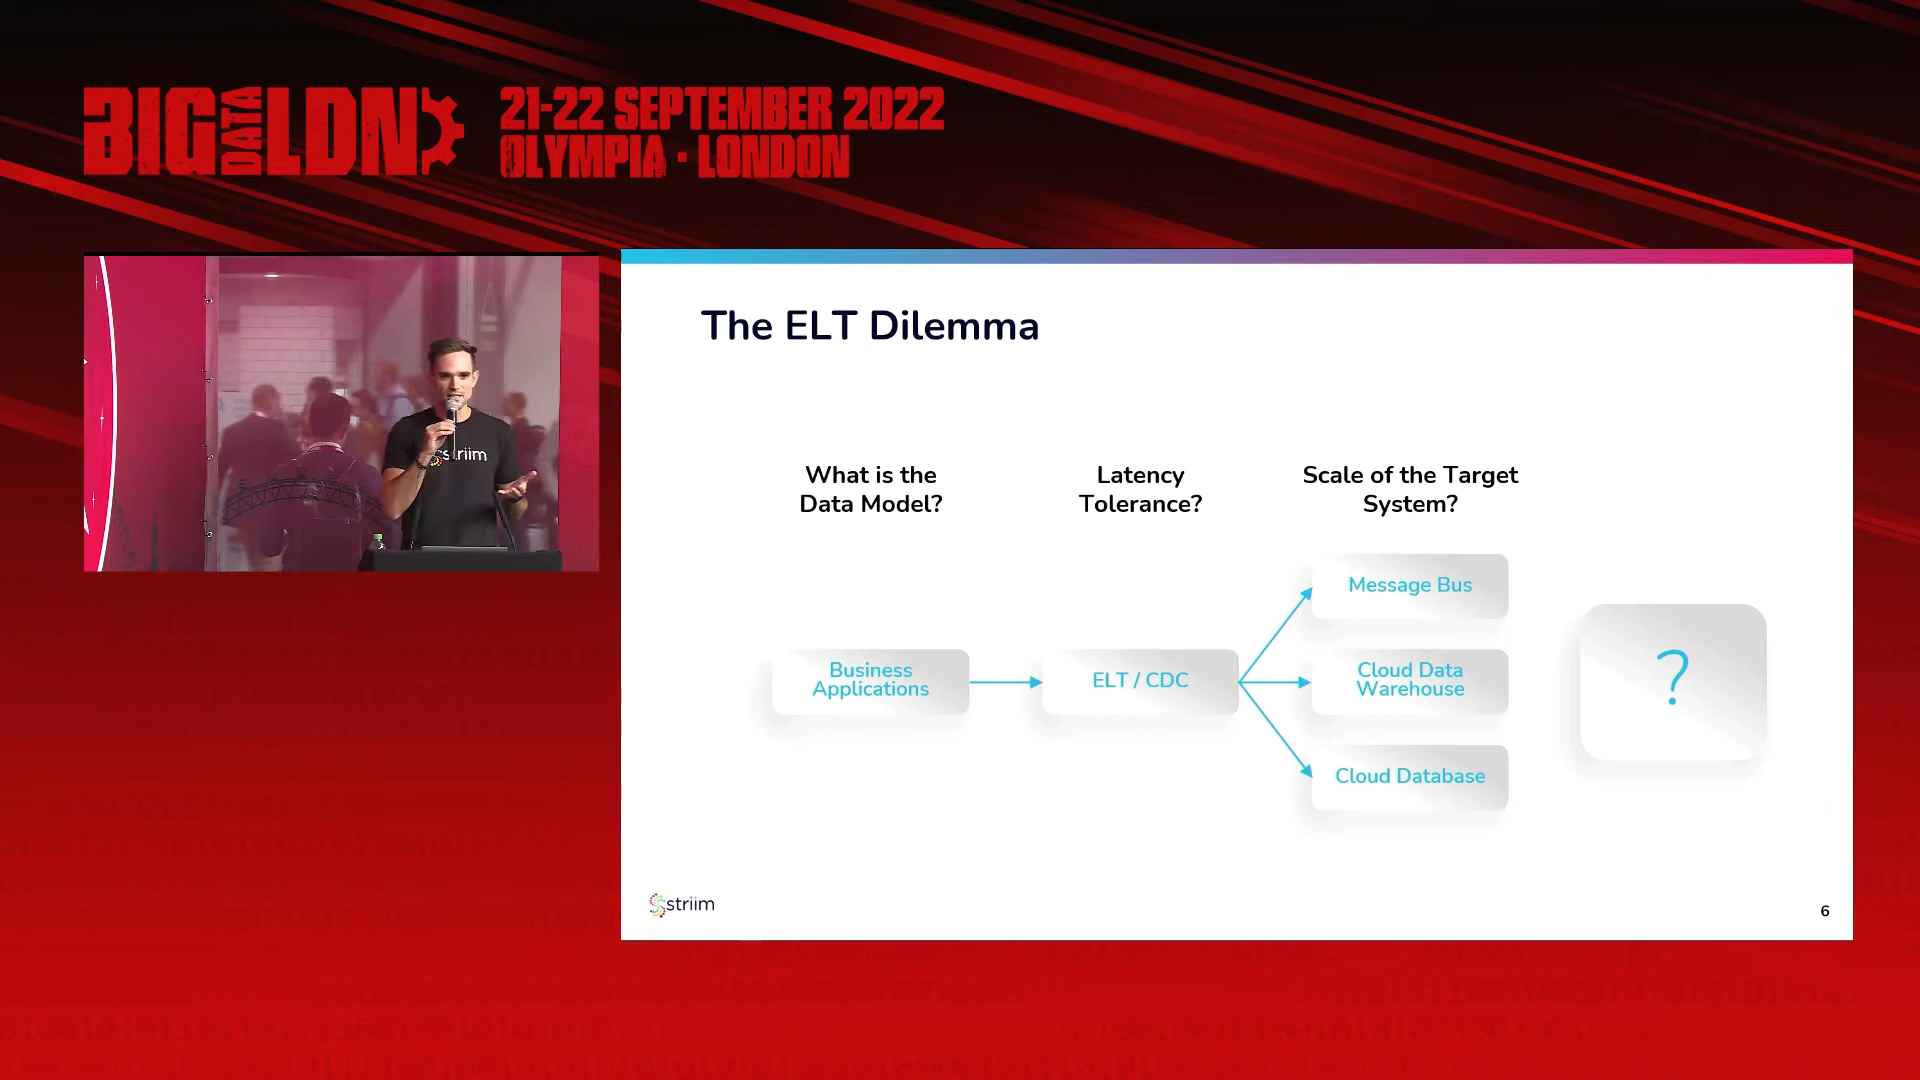 BIG DATA LDN
21-22 SEPTEMBER 2022
OLYMPIA · LONDON
striim
The ELT Dilemma
What is the
Data Model?
Latency
Tolerance?
Scale of the Target
System?
Message Bus
Business
Applications
ELT / CDC
Cloud Data
Warehouse
?
Cloud Database
striim
6